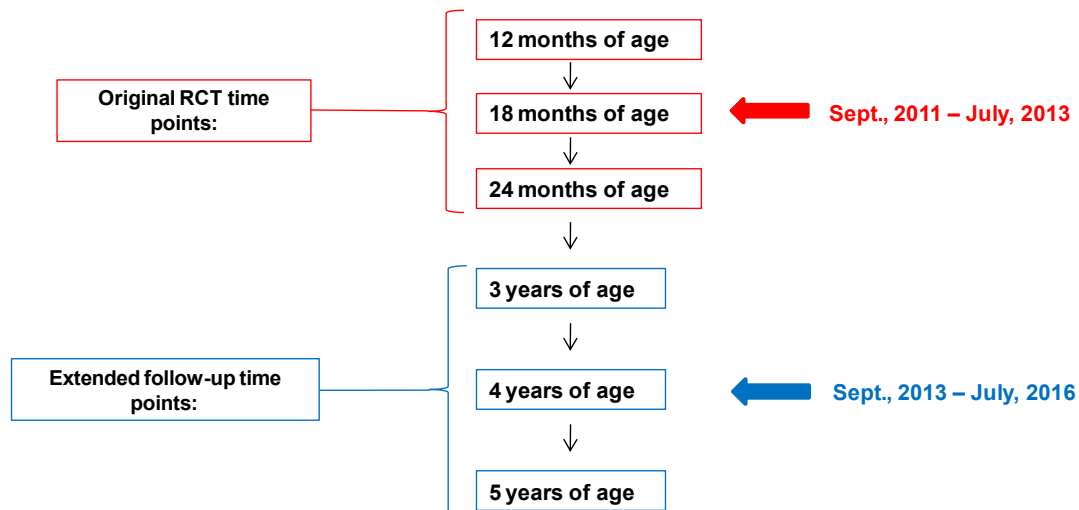 12 months of age
Original RCT time
points:
18 months of age
Sept., 2011 – July, 2013
24 months of age
3 years of age
Extended follow-up time
points:
4 years of age
Sept., 2013 – July, 2016
5 years of age